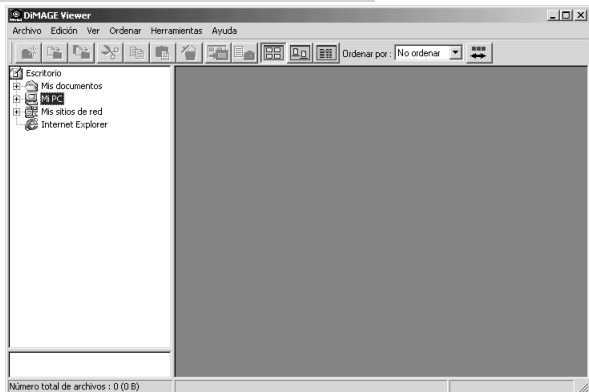 DiMAGE Viewer
Archivo Edición Ver Ordenar Herramientas Ayuda
Ordenar por : No ordenar
Escritorio
Mis documentos
Mi PC
Mis sitios de red
Internet Explorer
Número total de archivos : 0 (0 B)